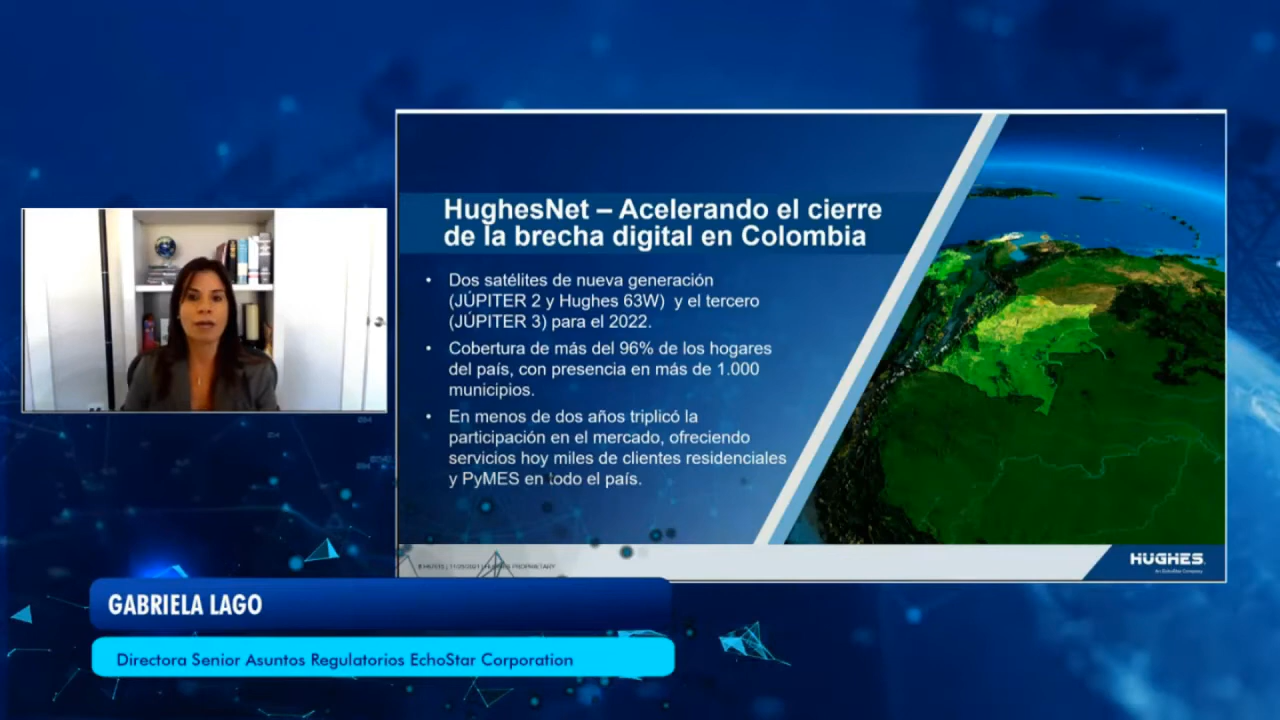 HughesNet – Acelerando el cierre
de la brecha digital en Colombia
• Dos satélites de nueva generación
(JÚPITER 2 y Hughes 63W) y el tercero
(JÚPITER 3) para el 2022.
• Cobertura de más del 96% de los hogares
del país, con presencia en más de 1.000
municipios.
• En menos de dos años triplicó la
participación en el mercado, ofreciendo
servicios hoy miles de clientes residenciales
y PyMES en todo el país.
PROPRIETARY
HUGHES
An EchoStar Company
GABRIELA LAGO
Directora Senior Asuntos Regulatorios EchoStar Corporation